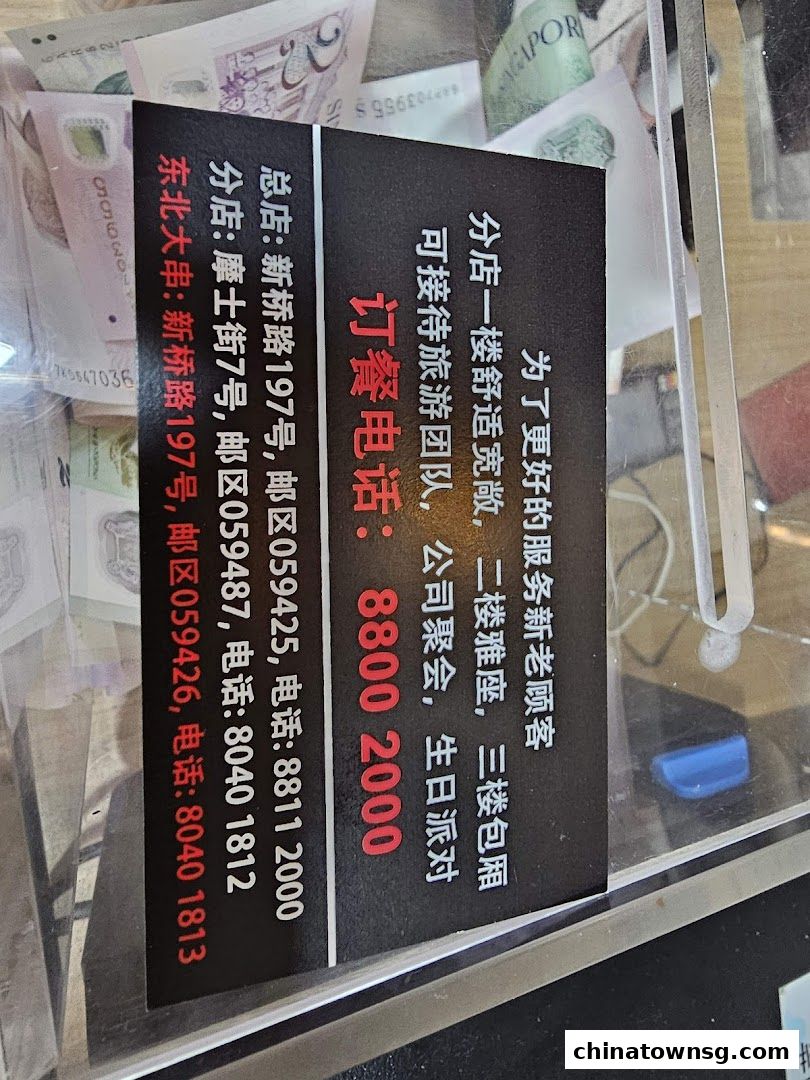 为了更好的服务新老顾客
分店一楼舒适宽敞, 二楼雅座, 三楼包厢
可接待旅游团队, 公司聚会, 生日派对
订餐电话: 8800 2000
总店: 新桥路197号, 邮区059425, 电话: 8811 2000
分店: 摩士街7号, 邮区059487, 电话: 8040 1812
东北大串: 新桥路197号, 邮区059426, 电话: 8040 1813
chinatownsg.com